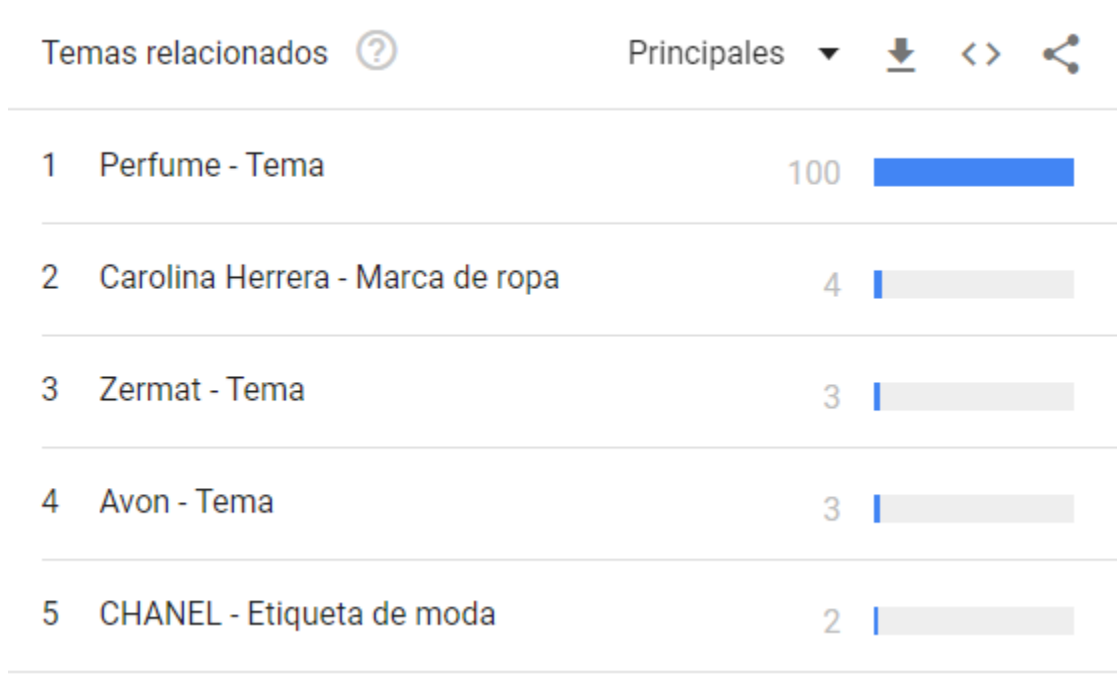 Temas relacionados ? Principales
1 Perfume - Tema 100
2 Carolina Herrera - Marca de ropa 4
3 Zermat - Tema 3
4 Avon - Tema 3
5 CHANEL - Etiqueta de moda 2